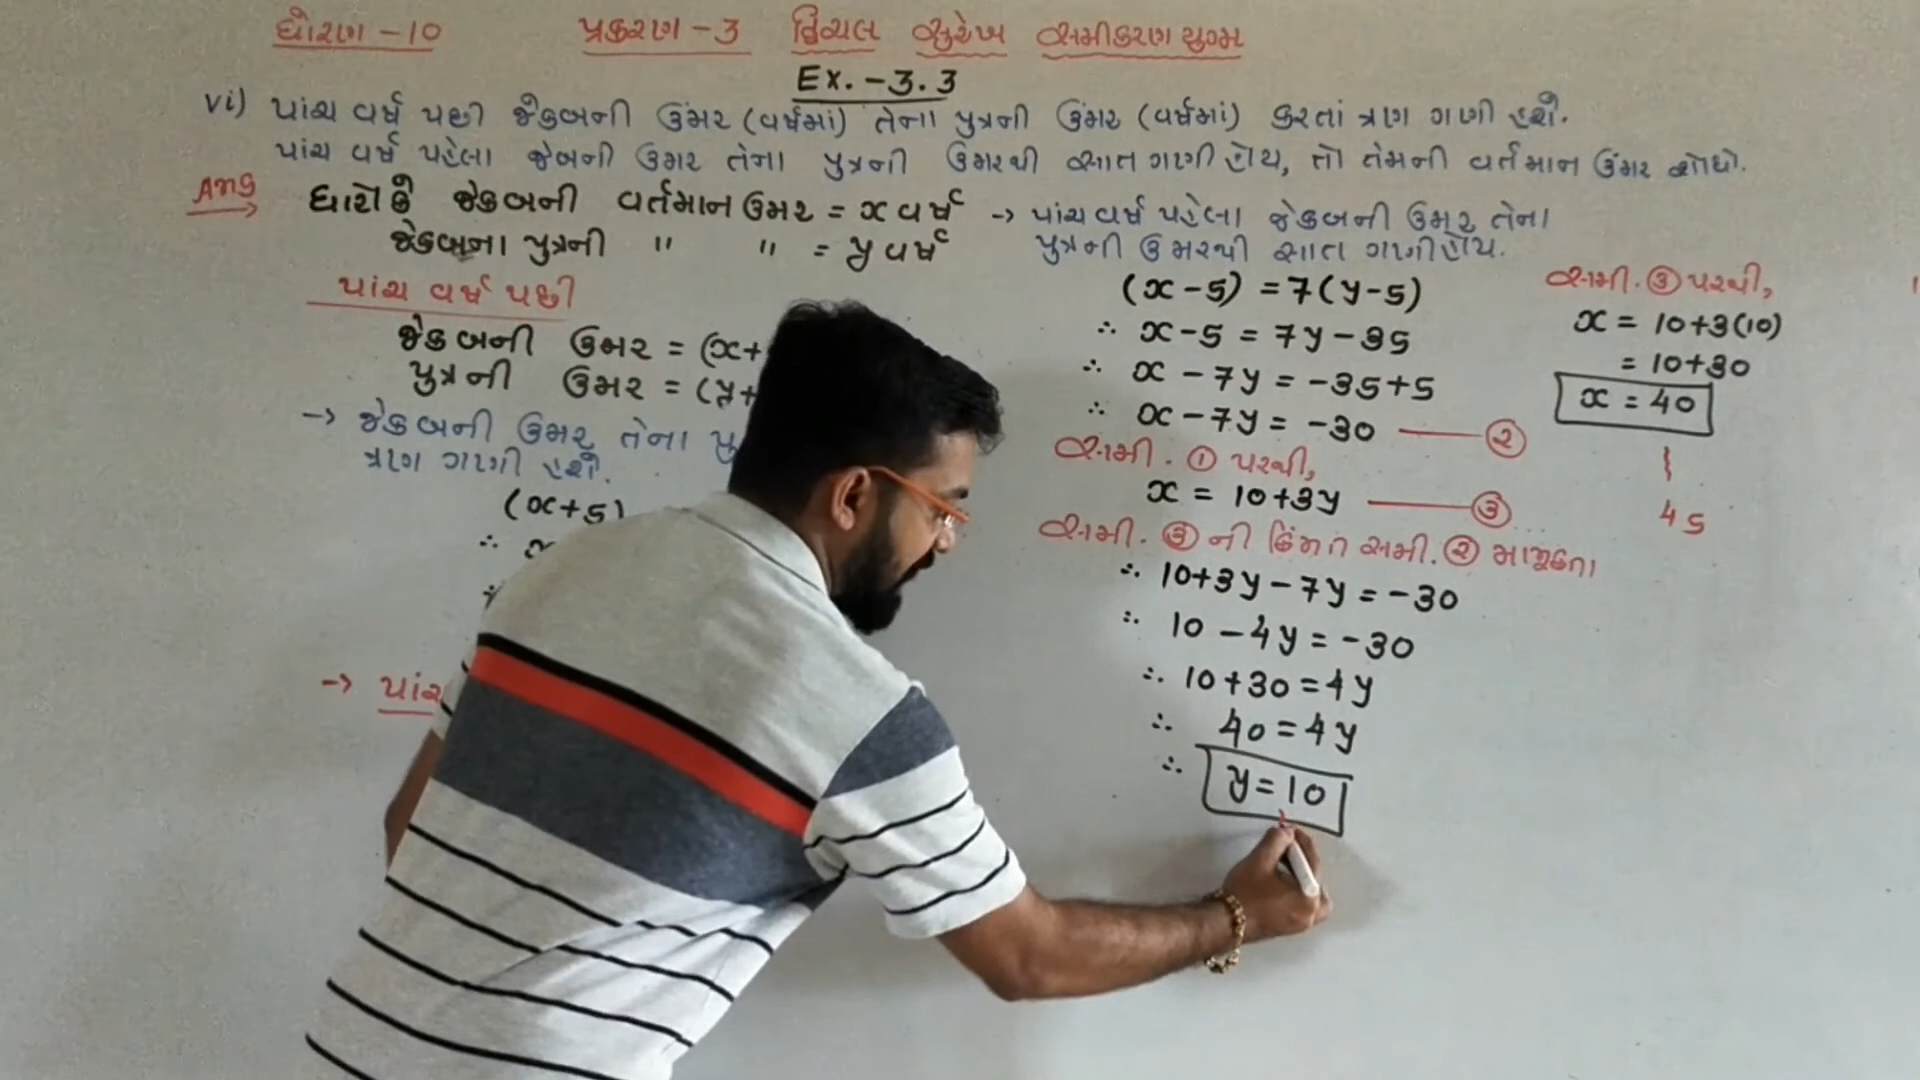 ધોરણ -10 પ્રકરણ -3 દ્વિચલ સુરેખ સમીકરણયુગ્મ
Ex. -3.3
vi) પાંચ વર્ષ પછી જેકબની ઉંમર (વર્ષમાં) તેના પુત્રની ઉંમર (વર્ષમાં) કરતાં ત્રણ ગણી હશે.
પાંચ વર્ષ પહેલા જેબની ઉંમર તેના પુત્રની ઉંમરથી સાત ગણી હોય, તો તેમની વર્તમાન ઉંમર શોધો.
Ans ધારો કે જેકબની વર્તમાન ઉંમર = x વર્ષ
જેકબના પુત્રની " " = y વર્ષ
પાંચ વર્ષ પછી
જેકબની ઉંમર = (x+
પુત્રની ઉંમર = (y+
→ જેકબની ઉંમર તેના પુ
ત્રણ ગણી હશે.
(x+5)
∴
→ પાંચ
→ પાંચ વર્ષ પહેલા જેકબની ઉંમર તેના
પુત્રની ઉંમરથી સાત ગણી હોય.
(x-5) = 7(y-5)
∴ x-5 = 7y-35
∴ x - 7y = -35+5
∴ x-7y = -30 —— ②
સમી. ① પરથી,
x = 10+3y —— ③
સમી. ③ ની કિંમત સમી. ② માં મૂકતા
∴ 10+3y-7y = -30
∴ 10 -4y = -30
∴ 10+30 = 4y
∴ 40 = 4y
∴ y = 10
સમી. ③ પરથી,
x = 10+3(10)
= 10+30
x = 40
45